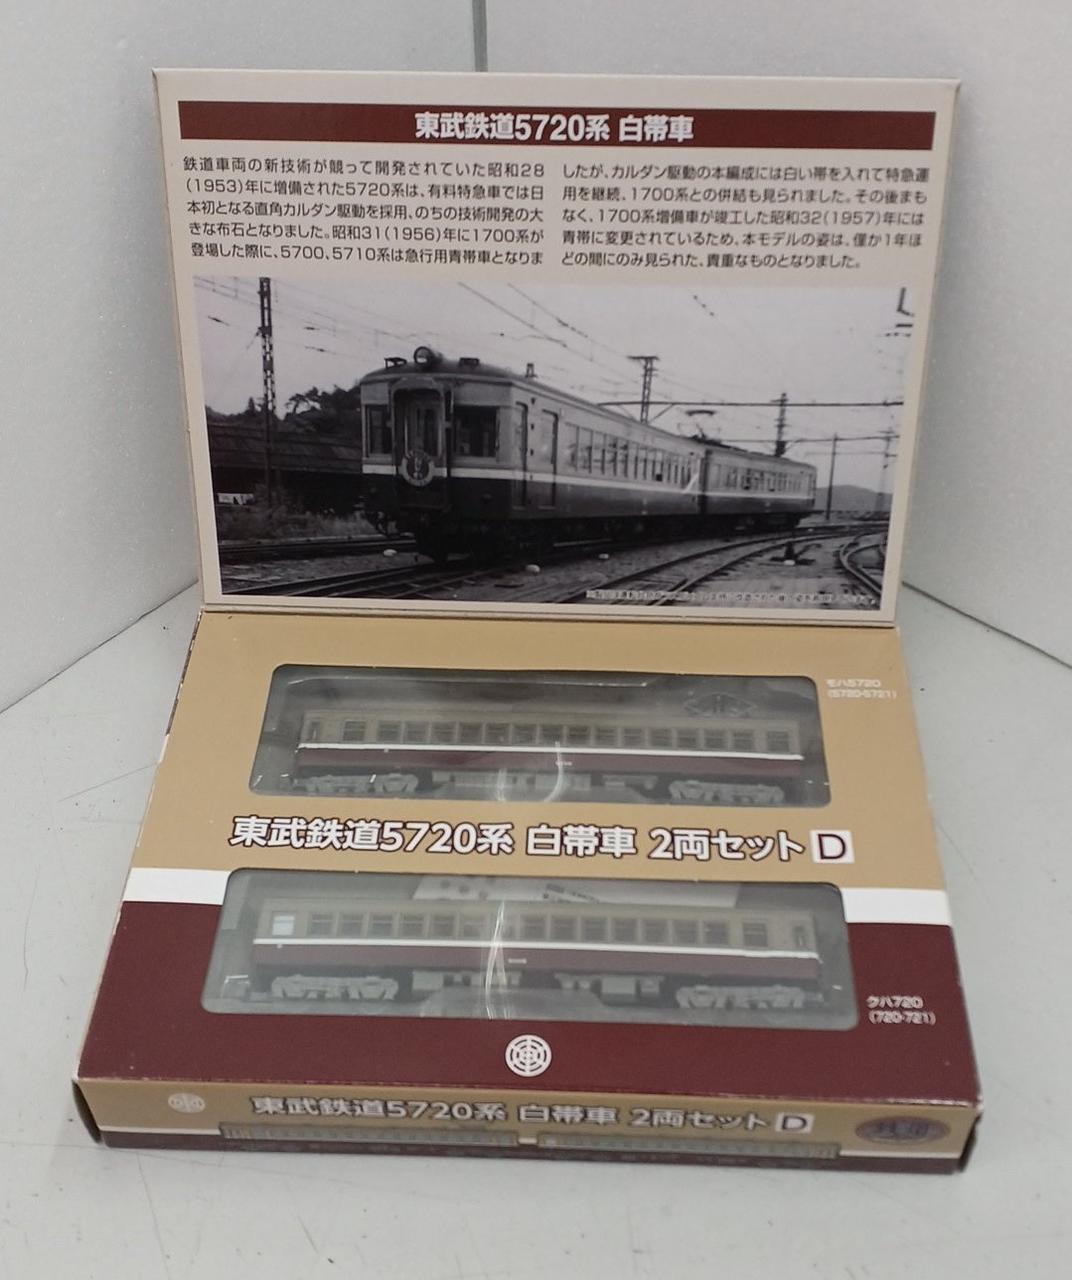 東武鉄道5720系 白帯車
鉄道車両の新技術が競って開発されていた昭和28
(1953)年に増備された5720系は、有料特急車では日
本初となる直角カルダン駆動を採用、のちの技術開発の大
きな布石となりました。昭和31(1956)年に1700系が
登場した際に、5700、5710系は急行用青帯車となりま
したが、カルダン駆動の本編成には白い帯を入れて特急運
用を継続、1700系との併結も見られました。その後まも
なく、1700系増備車が竣工した昭和32(1957)年には
青帯に変更されているため、本モデルの姿は、僅か1年ほ
どの間にのみ見られた、貴重なものとなりました。
モハ5720
(5720-5721)
東武鉄道5720系 白帯車 2両セット D
クハ720
(720-721)
東武鉄道5720系 白帯車 2両セット D